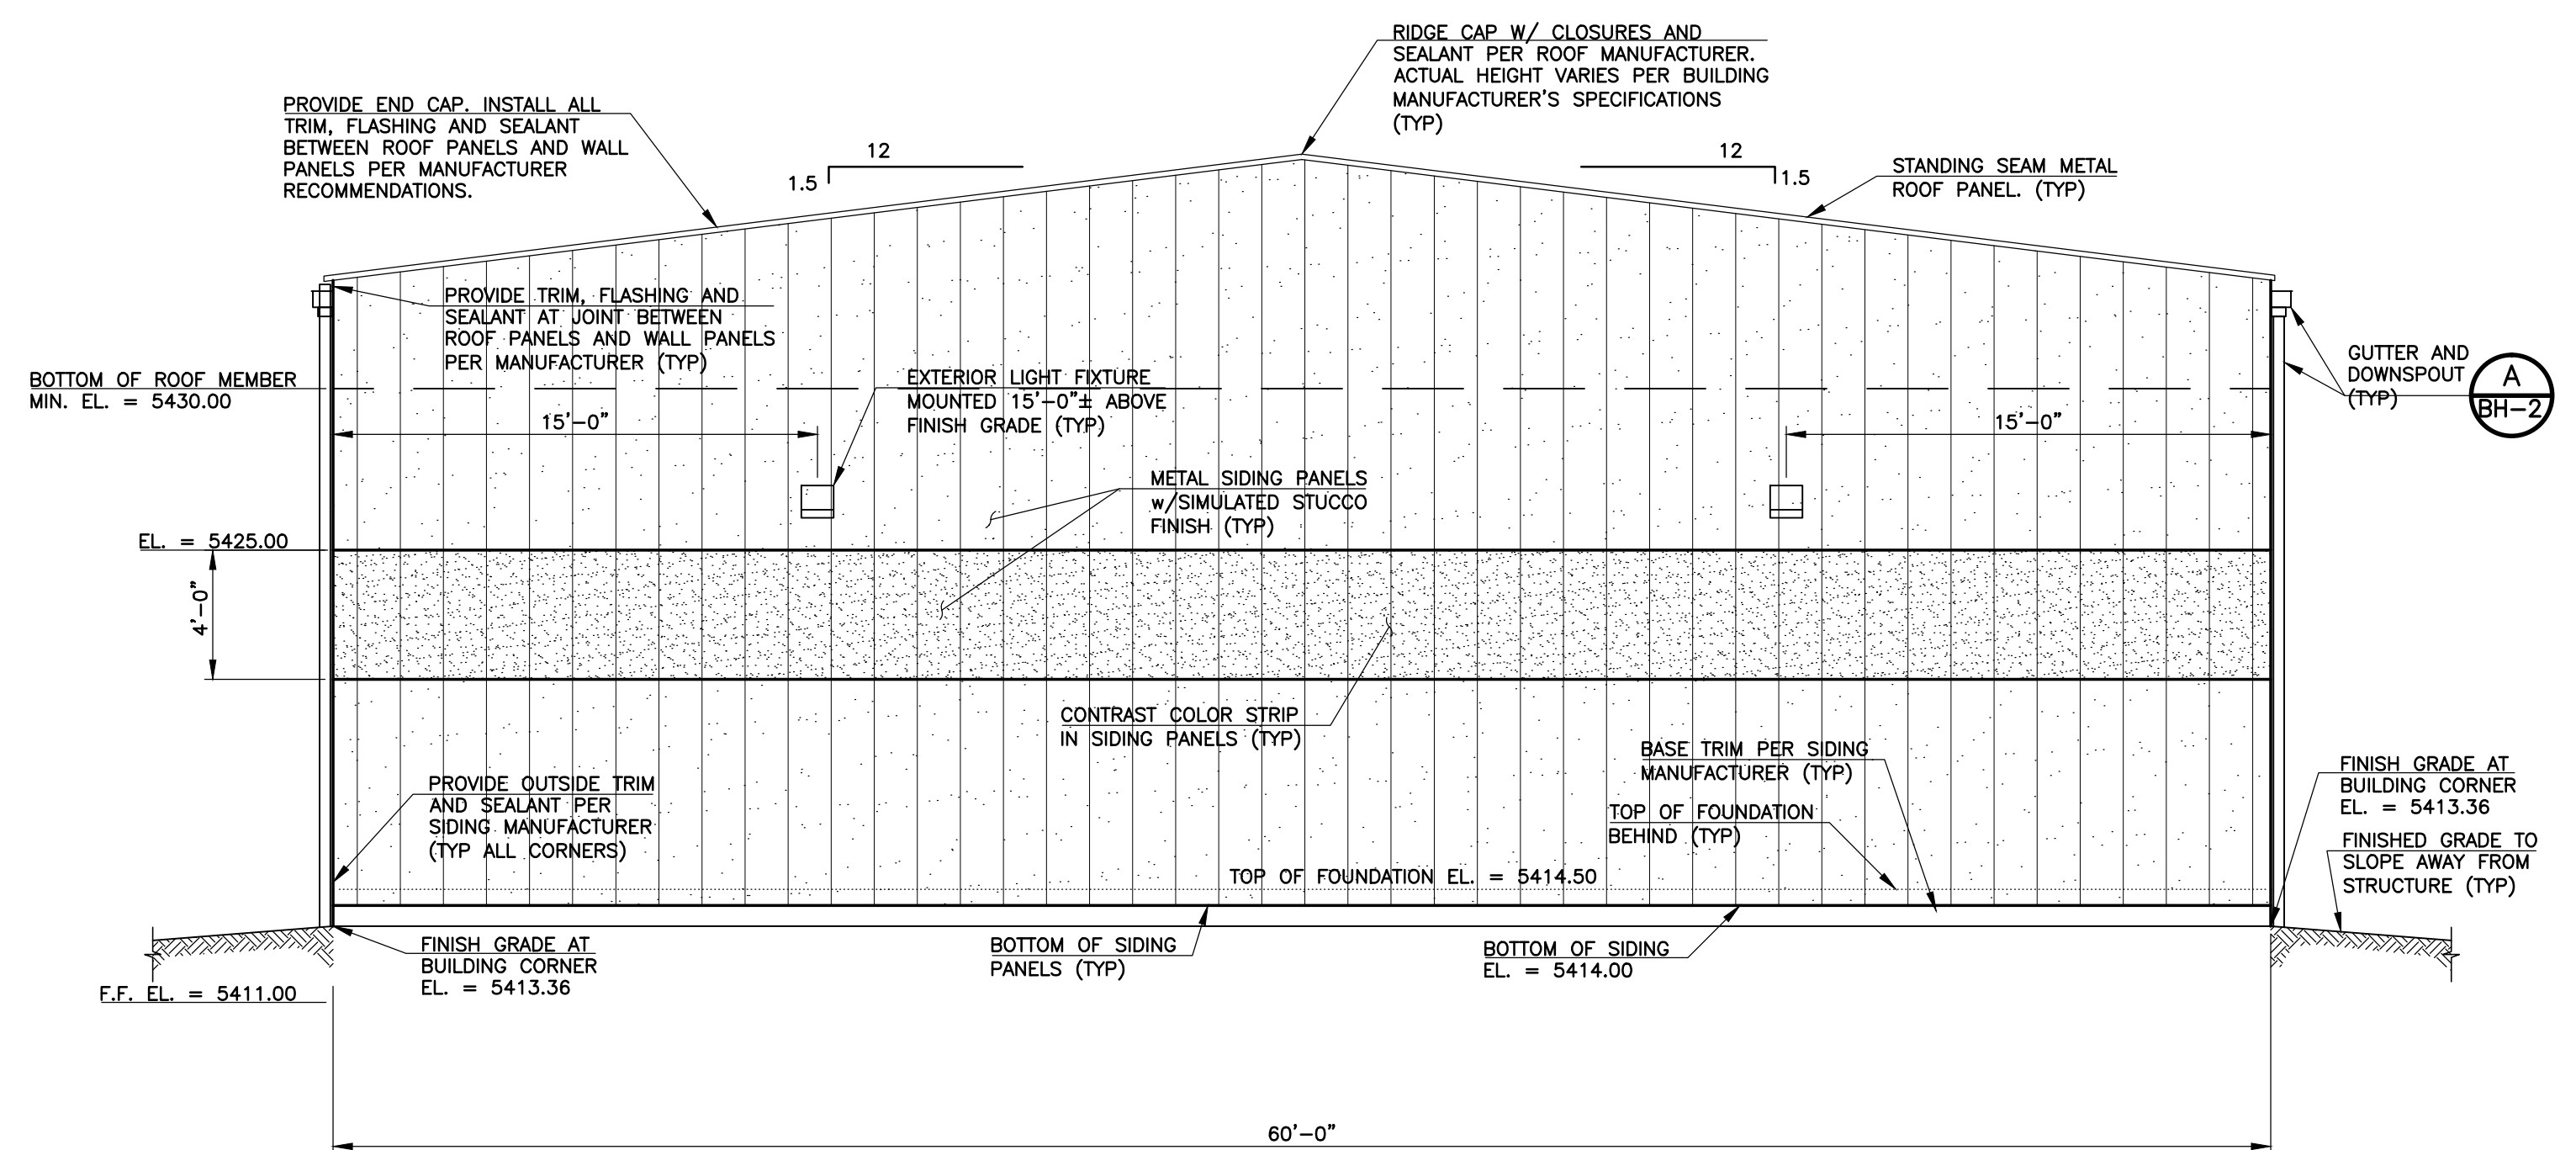 RIDGE CAP W/ CLOSURES AND
SEALANT PER ROOF MANUFACTURER.
ACTUAL HEIGHT VARIES PER BUILDING
MANUFACTURER'S SPECIFICATIONS
(TYP)
PROVIDE END CAP. INSTALL ALL
TRIM, FLASHING AND SEALANT
BETWEEN ROOF PANELS AND WALL
PANELS PER MANUFACTURER
RECOMMENDATIONS.
12
1.5
12
1.5
STANDING SEAM METAL
ROOF PANEL. (TYP)
PROVIDE TRIM, FLASHING AND
SEALANT AT JOINT BETWEEN
ROOF PANELS AND WALL PANELS
PER MANUFACTURER (TYP)
BOTTOM OF ROOF MEMBER
MIN. EL. = 5430.00
EXTERIOR LIGHT FIXTURE
MOUNTED 15'-0"± ABOVE
FINISH GRADE (TYP)
GUTTER AND
DOWNSPOUT
(TYP)
A
BH-2
15'-0"
15'-0"
METAL SIDING PANELS
w/SIMULATED STUCCO
FINISH (TYP)
EL. = 5425.00
4'-0"
CONTRAST COLOR STRIP
IN SIDING PANELS (TYP)
BASE TRIM PER SIDING
MANUFACTURER (TYP)
TOP OF FOUNDATION
BEHIND (TYP)
FINISH GRADE AT
BUILDING CORNER
EL. = 5413.36
FINISHED GRADE TO
SLOPE AWAY FROM
STRUCTURE (TYP)
PROVIDE OUTSIDE TRIM
AND SEALANT PER
SIDING MANUFACTURER
(TYP ALL CORNERS)
TOP OF FOUNDATION EL. = 5414.50
FINISH GRADE AT
BUILDING CORNER
EL. = 5413.36
BOTTOM OF SIDING
PANELS (TYP)
BOTTOM OF SIDING
EL. = 5414.00
F.F. EL. = 5411.00
60'-0"